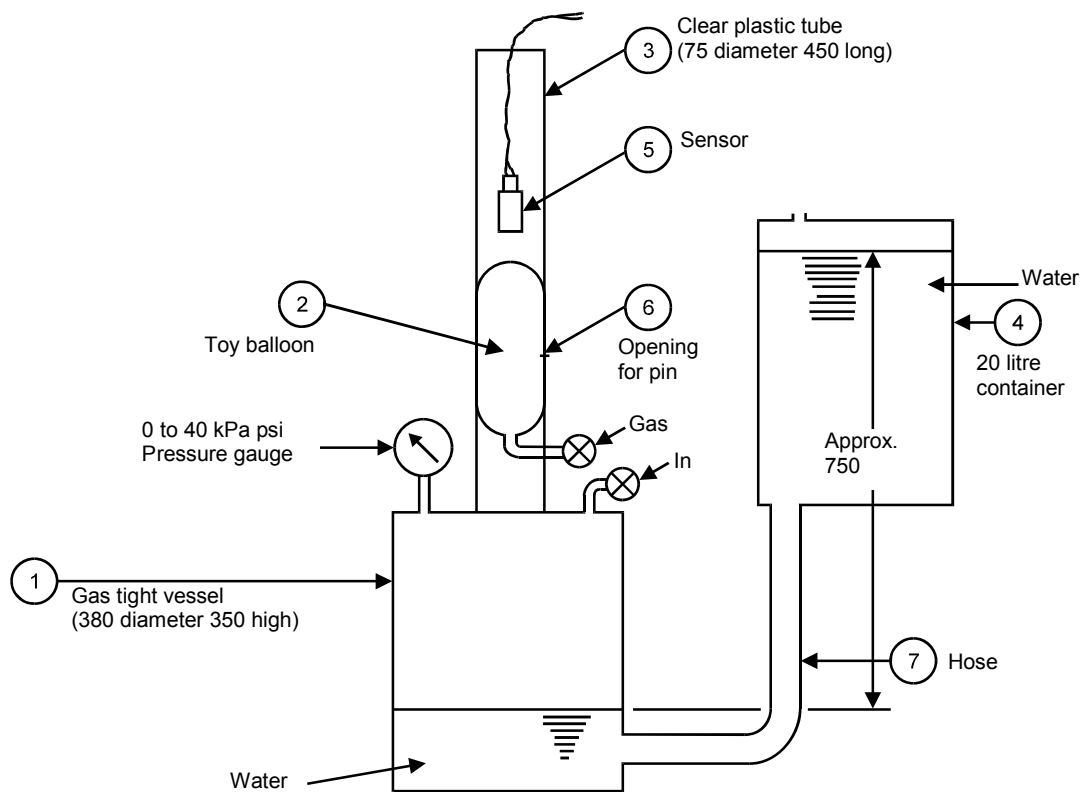 Clear plastic tube
3
(75 diameter 450 long)
5
Sensor
2
Toy balloon
6
Opening
for pin
Water
4
20 litre
container
0 to 40 kPa psi
Pressure gauge
Gas
In
Approx.
750
1
Gas tight vessel
(380 diameter 350 high)
7
Hose
Water